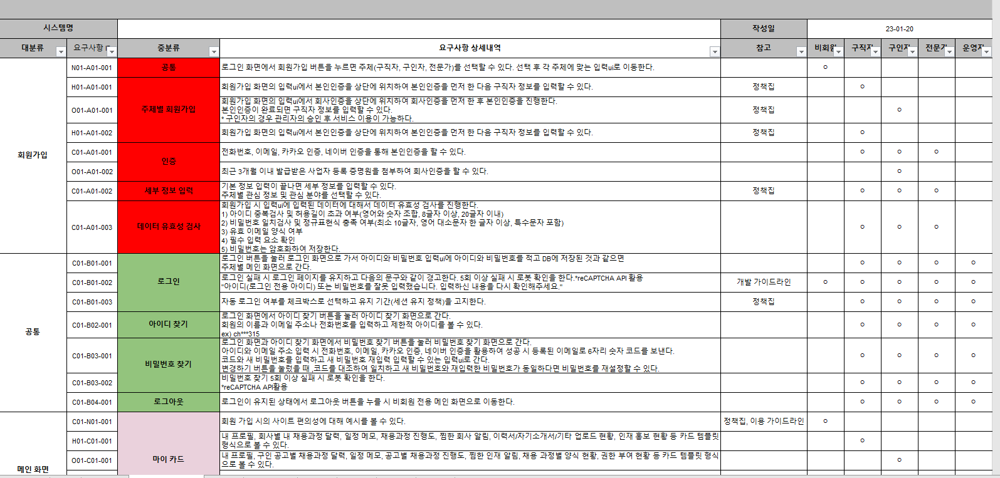 시스템명 작성일 23-01-20
대분류 요구사항 중분류 요구사항 상세내역 참고 비회원 구직자 구인자 전문가 운영자
회원가입
N01-A01-001 공통 로그인 화면에서 회원가입 버튼을 누르면 주체(구직자, 구인자, 전문가)를 선택할 수 있다. 선택 후 각 주체에 맞는 입력ui로 이동한다. ○
주체별 회원가입
H01-A01-001 회원가입 화면의 입력ui에서 본인인증을 상단에 위치하여 본인인증을 먼저 한 다음 구직자 정보를 입력할 수 있다. 정책집 ○
O01-A01-001 회원가입 화면의 입력ui에서 회사인증을 상단에 위치하여 회사인증을 먼저 한 후 본인인증을 진행한다.
본인인증이 완료되면 구직자 정보를 입력할 수 있다. 정책집 ○
* 구인자의 경우 관리자의 승인 후 서비스 이용이 가능하다.
H01-A01-002 회원가입 화면의 입력ui에서 본인인증을 상단에 위치하여 본인인증을 먼저 한 다음 구직자 정보를 입력할 수 있다. 정책집 ○
인증
C01-A01-001 전화번호, 이메일, 카카오 인증, 네이버 인증을 통해 본인인증을 할 수 있다. ○ ○ ○
O01-A01-002 최근 3개월 이내 발급받은 사업자 등록 증명원을 첨부하여 회사인증을 할 수 있다. ○
C01-A01-002 세부 정보 입력 기본 정보 입력이 끝나면 세부 정보를 입력할 수 있다. 정책집 ○ ○ ○
주체별 관심 정보 및 관심 분야를 선택할 수 있다.
C01-A01-003 데이터 유효성 검사 회원가입 시 입력ui에 입력된 데이터에 대해서 데이터 유효성 검사를 진행한다. ○ ○ ○
1) 아이디 중복검사 및 허용길이 초과 여부(영어와 숫자 조합, 8글자 이상, 20글자 이내)
2) 비밀번호 일치검사 및 정규표현식 충족 여부(최소 10글자, 영어 대소문자 한 글자 이상, 특수문자 포함)
3) 유효 이메일 양식 여부
4) 필수 입력 요소 확인
5) 비밀번호는 암호화하여 저장한다.
공통
로그인
C01-B01-001 로그인 버튼을 눌러 로그인 화면으로 가서 아이디와 비밀번호 입력ui에 아이디와 비밀번호를 적고 DB에 저장된 것과 같으면 ○ ○ ○ ○
주체별 메인 화면으로 간다.
C01-B01-002 로그인 실패 시 로그인 페이지를 유지하고 다음의 문구와 같이 경고한다. 5회 이상 실패 시 로봇 확인을 한다.*reCAPTCHA API 활용 개발 가이드라인 ○ ○ ○ ○ ○
"아이디(로그인 전용 아이디) 또는 비밀번호를 잘못 입력했습니다. 입력하신 내용을 다시 확인해주세요."
C01-B01-003 자동 로그인 여부를 체크박스로 선택하고 유지 기간(세션 유지 정책)을 고지한다. 정책집 ○ ○ ○ ○
C01-B02-001 아이디 찾기 로그인 화면에서 아이디 찾기 버튼을 눌러 아이디 찾기 화면으로 간다. ○ ○ ○ ○
회원의 이름과 이메일 주소나 전화번호를 입력하고 제한적 아이디를 볼 수 있다.
ex) ch***315
비밀번호 찾기
C01-B03-001 로그인 화면과 아이디 찾기 화면에서 비밀번호 찾기 버튼을 눌러 비밀번호 찾기 화면으로 간다. ○ ○ ○ ○
아이디와 이메일 주소 입력 시 전화번호, 이메일, 카카오 인증, 네이버 인증을 활용하여 성공 시 등록된 이메일로 6자리 숫자 코드를 보낸다.
코드와 새 비밀번호를 입력하고 새 비밀번호 재입력 입력할 수 있는 입력ui로 간다.
변경하기 버튼을 눌렀을 때 ,코드를 대조하여 일치하고 새 비밀번호와 재입력한 비밀번호가 동일하다면 비밀번호를 재설정할 수 있다.
C01-B03-002 비밀번호 찾기 5회 이상 실패 시 로봇 확인을 한다. ○ ○ ○ ○
*reCAPTCHA API활용
C01-B04-001 로그아웃 로그인이 유지된 상태에서 로그아웃 버튼을 누를 시 비회원 전용 메인 화면으로 이동한다. ○ ○ ○ ○
메인 화면
마이 카드
C01-N01-001 회원 가입 시의 사이트 편의성에 대해 예시를 볼 수 있다. 정책집, 이용 가이드라인 ○
H01-C01-001 내 프로필, 회사별 내 채용과정 달력, 일정 메모, 채용과정 진행도, 찜한 회사 알림, 이력서/자기소개서/기타 업로드 현황, 인재 홍보 현황 등 카드 템플릿 ○
형식으로 볼 수 있다.
O01-C01-001 내 프로필, 구인 공고별 채용과정 달력, 일정 메모, 공고별 채용과정 진행도, 찜한 인재 알림, 채용 과정별 양식 현황, 권한 부여 현황 등 카드 템플릿 형식 ○
으로 볼 수 있다.